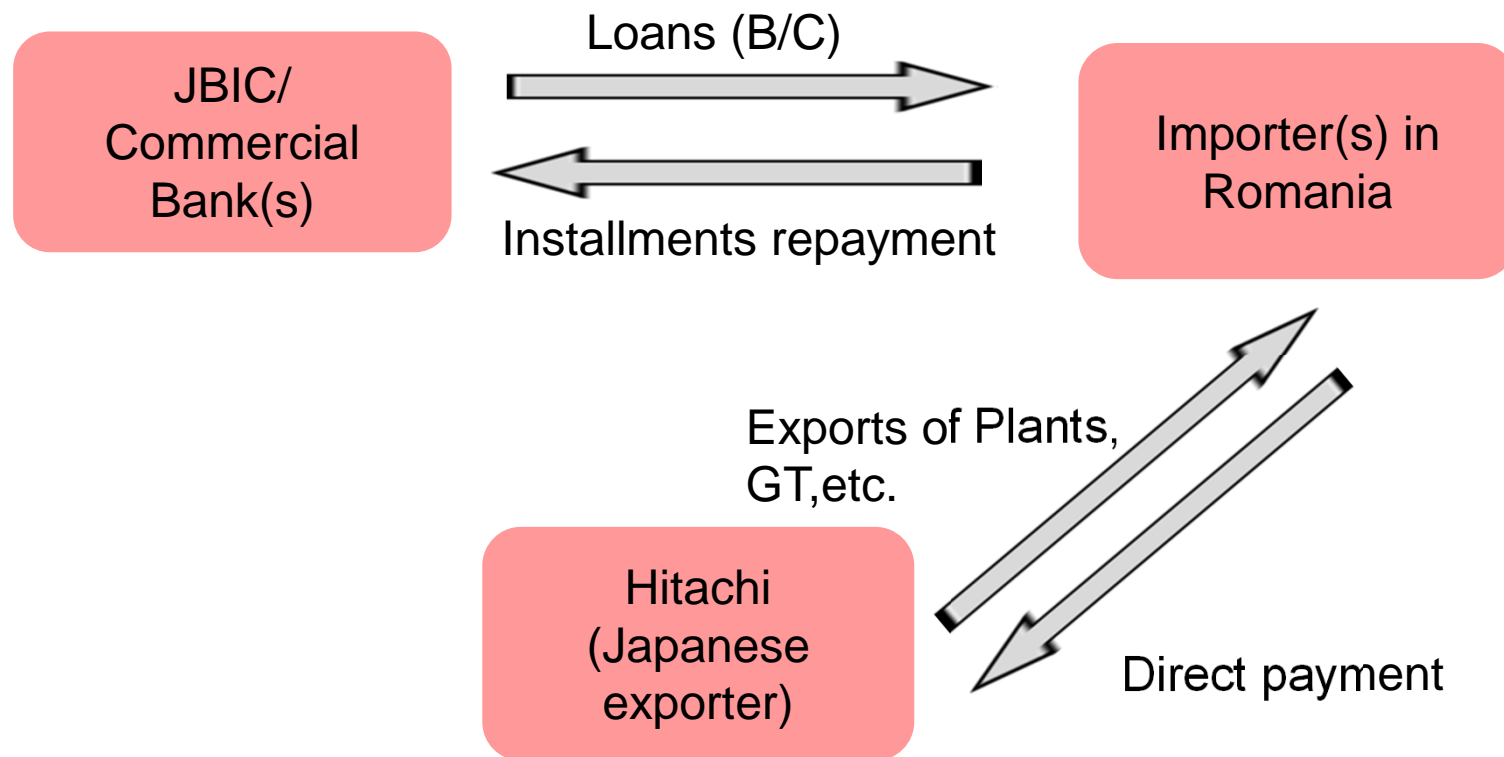 Loans (B/C)
JBIC/
Commercial
Bank(s)
Importer(s) in
Romania
Installments repayment
Exports of Plants,
GT,etc.
Hitachi
(Japanese
exporter)
Direct payment